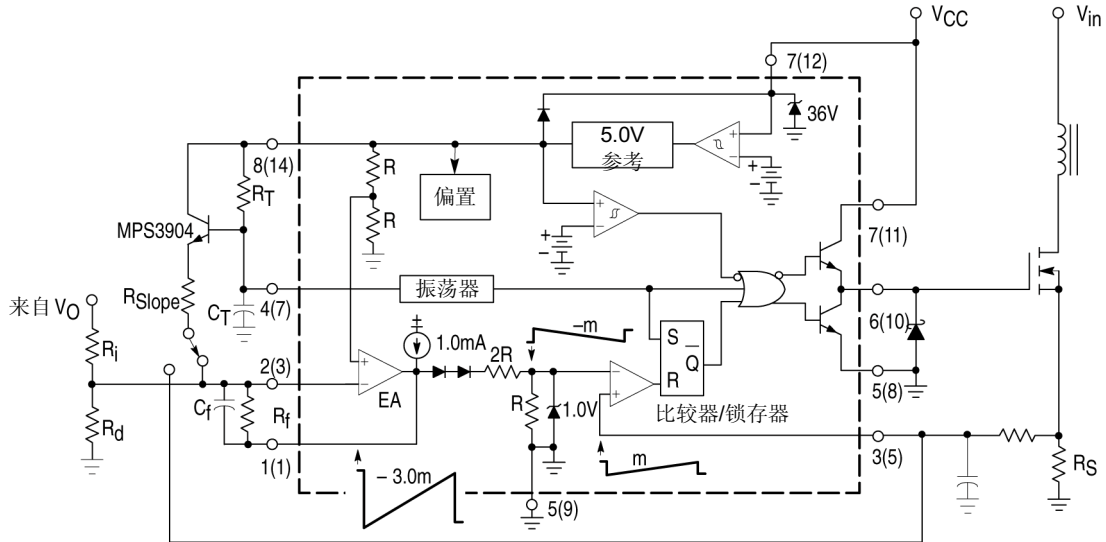 V_CC
V_in
7(12)
36V
5.0V
参考
+
−
+
−
8(14)
R
R_T
偏置
R
+
−
+
−
7(11)
MPS3904
R_Slope
来自 V_O
C_T
4(7)
振荡器
6(10)
1.0mA
−m
S
Q
R
2R
R_i
2(3)
+
−
EA
−
+
5(8)
C_f
R_f
R
1.0V
比较器/锁存器
R_d
1(1)
3(5)
m
− 3.0m
R_S
5(9)